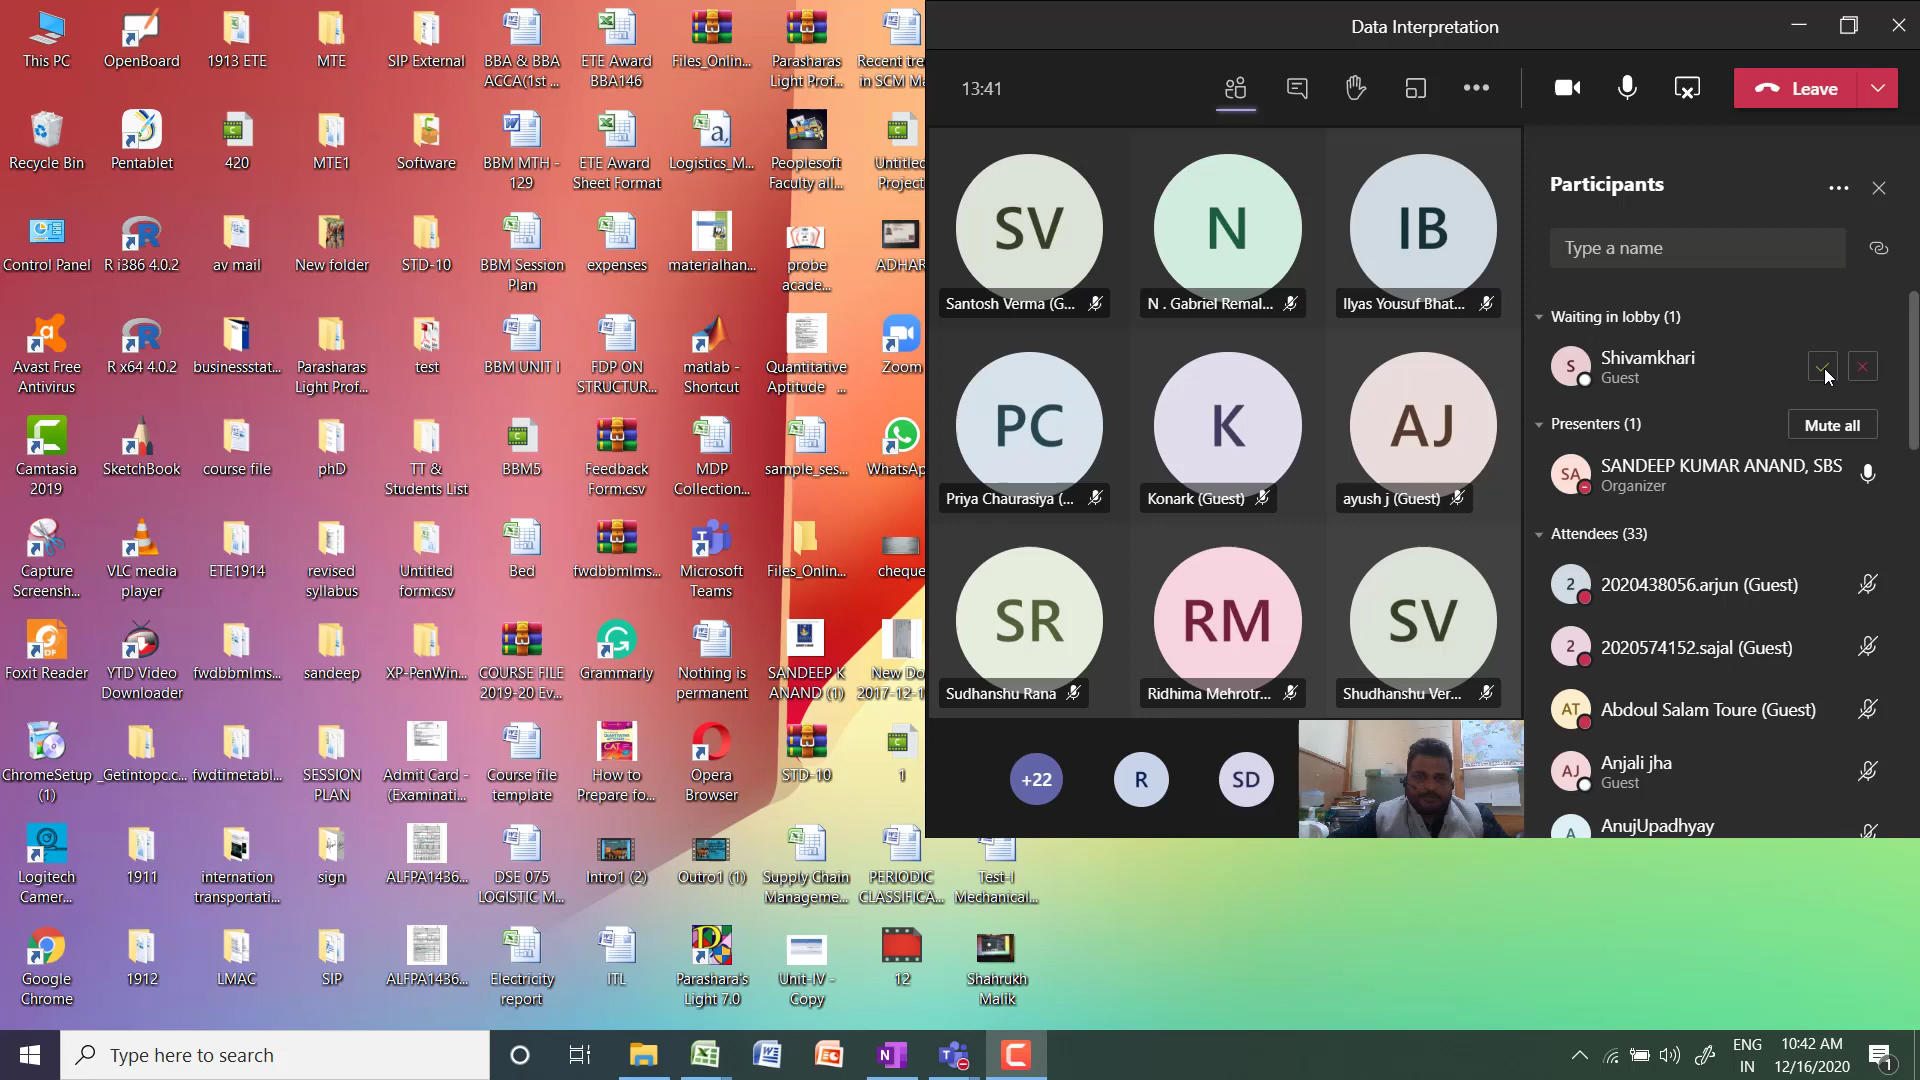 This PC
OpenBoard
1913 ETE
MTE
SIP External
BBA & BBA
ACCA(1st ...
ETE Award
BBA146
Files_Onlin...
Parasharas
Light Prof...
Recent tre
in SCM Ma
Recycle Bin
Pentablet
420
MTE1
Software
BBM MTH -
129
ETE Award
Sheet Format
Logistics_M...
Peoplesoft
Faculty all...
Untitled
Project
Control Panel
R i386 4.0.2
av mail
New folder
STD-10
BBM Session
Plan
expenses
materialhan...
probe
acade...
ADHAR
Avast Free
Antivirus
R x64 4.0.2
businessstat...
Parasharas
Light Prof...
test
BBM UNIT I
FDP ON
STRUCTUR...
matlab -
Shortcut
Quantitative
Aptitude ...
Zoom
Camtasia
2019
SketchBook
course file
phD
TT &
Students List
BBM5
Feedback
Form.csv
MDP
Collection...
sample_ses...
WhatsAp
Capture
Screensh...
VLC media
player
ETE1914
revised
syllabus
Untitled
form.csv
Bed
fwdbbmlms...
Microsoft
Teams
Files_Onlin...
cheque
Foxit Reader
YTD Video
Downloader
fwdbbmlms...
sandeep
XP-PenWin...
COURSE FILE
2019-20 Ev...
Grammarly
Nothing is
permanent
SANDEEP K
ANAND (1)
New Do
2017-12-1
ChromeSetup
(1)
_Getintopc.c...
fwdtimetabl...
SESSION
PLAN
Admit Card -
(Examinati...
Course file
template
How to
Prepare fo...
Opera
Browser
STD-10
1
Logitech
Camer...
1911
internation
transportati...
sign
ALFPA1436...
DSE 075
LOGISTIC M...
Intro1 (2)
Outro1 (1)
Supply Chain
Manageme...
PERIODIC
CLASSIFICA...
Test-I
Mechanical...
Google
Chrome
1912
LMAC
SIP
ALFPA1436...
Electricity
report
ITL
Parashara's
Light 7.0
Unit-IV -
Copy
12
Shahrukh
Malik
Data Interpretation
13:41
Leave
SV
Santosh Verma (G...
N
N . Gabriel Remal...
IB
Ilyas Yousuf Bhat...
PC
Priya Chaurasiya (...
K
Konark (Guest)
AJ
ayush j (Guest)
SR
Sudhanshu Rana
RM
Ridhima Mehrotr...
SV
Shudhanshu Ver...
+22
R
SD
Participants
Type a name
Waiting in lobby (1)
S
Shivamkhari
Guest
Presenters (1)
Mute all
SA
SANDEEP KUMAR ANAND, SBS
Organizer
Attendees (33)
2
2020438056.arjun (Guest)
2
2020574152.sajal (Guest)
AT
Abdoul Salam Toure (Guest)
AJ
Anjali jha
Guest
A
AnujUpadhyay
Type here to search
ENG
IN
10:42 AM
12/16/2020
1